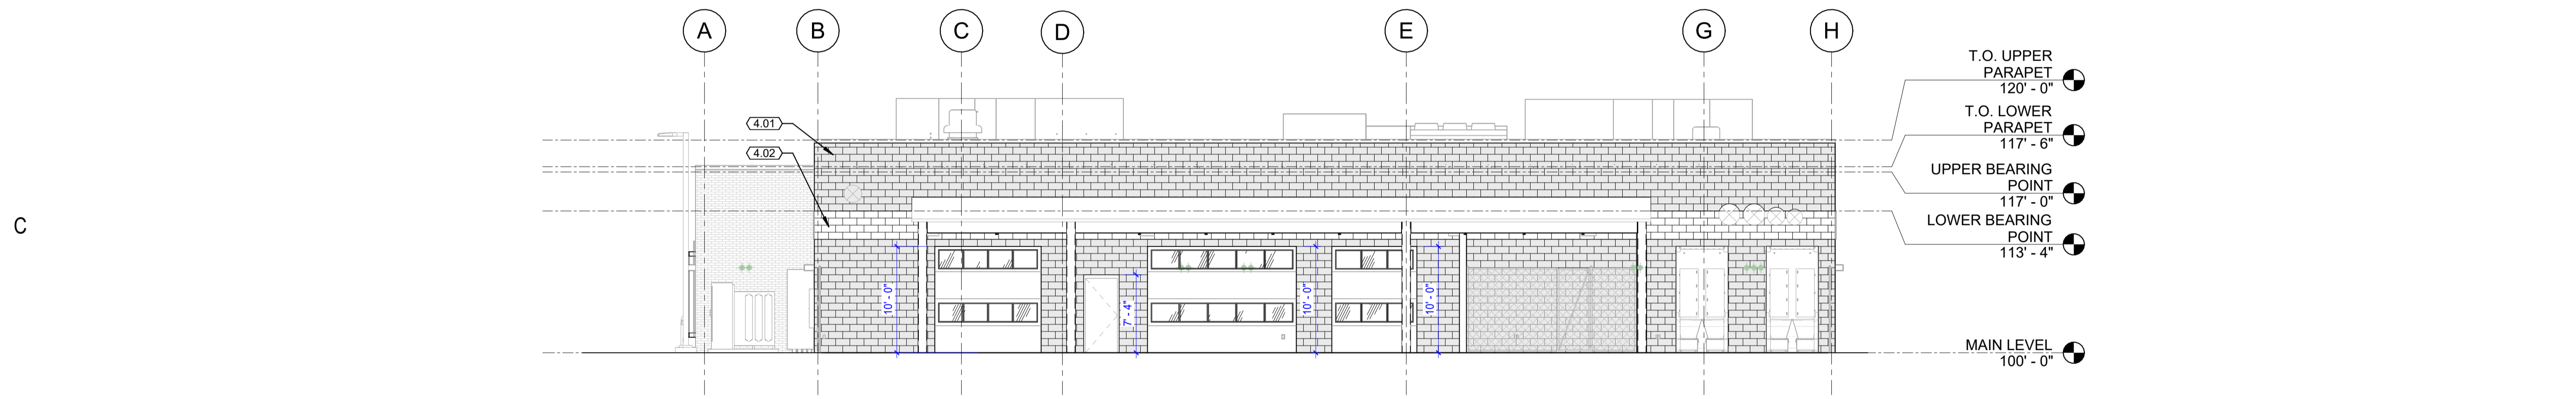 A B C D E G H
T.O. UPPER
PARAPET
120' - 0"
4.01
T.O. LOWER
PARAPET
117' - 6"
4.02
UPPER BEARING
POINT
117' - 0"
C
LOWER BEARING
POINT
113' - 4"
10' - 0"
7' - 4"
10' - 0"
10' - 0"
MAIN LEVEL
100' - 0"